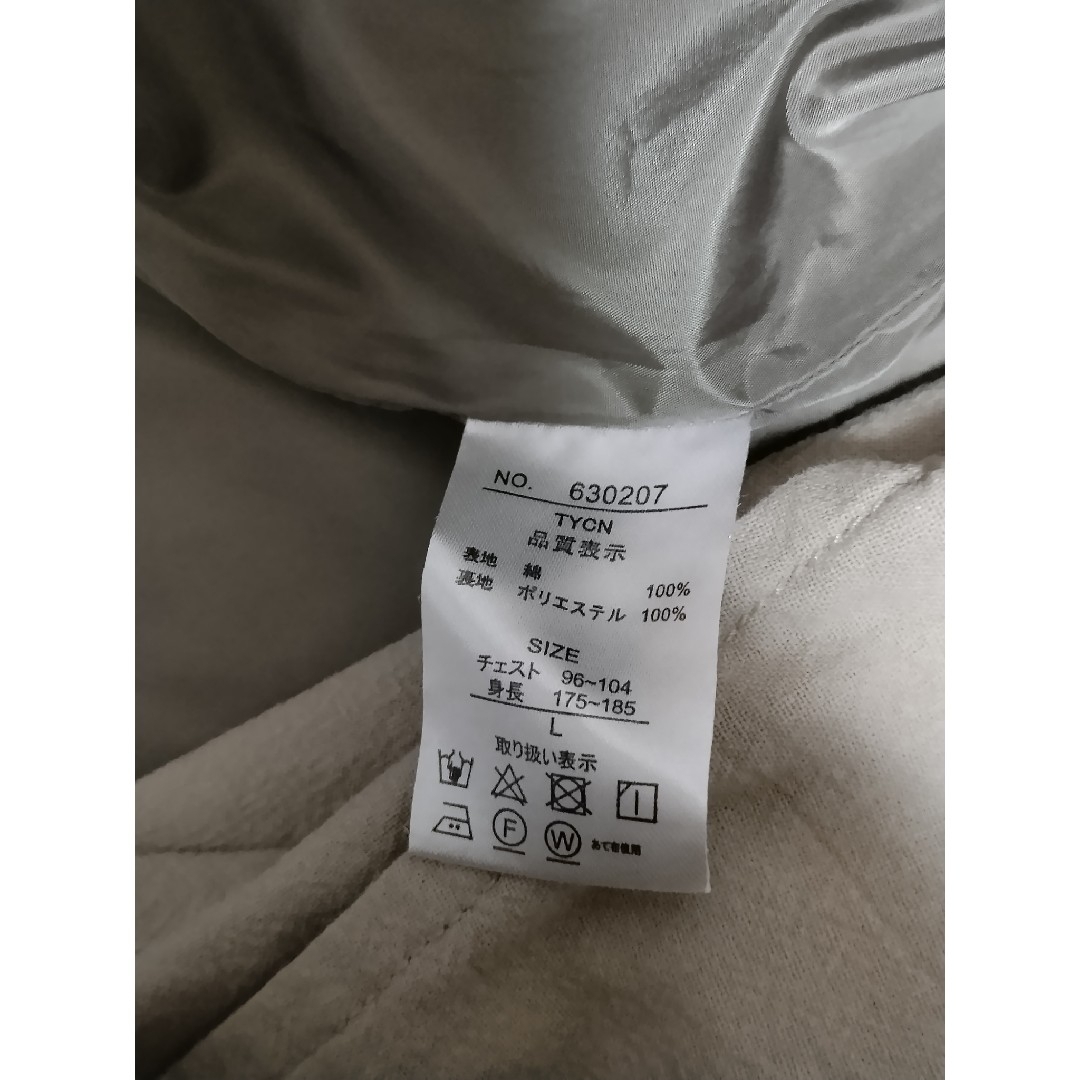 NO. 630207
TYCN
品質表示
表地 綿 100%
裏地 ポリエステル 100%
SIZE
チェスト 96~104
身長 175~185
L
取り扱い表示
F W あて布使用